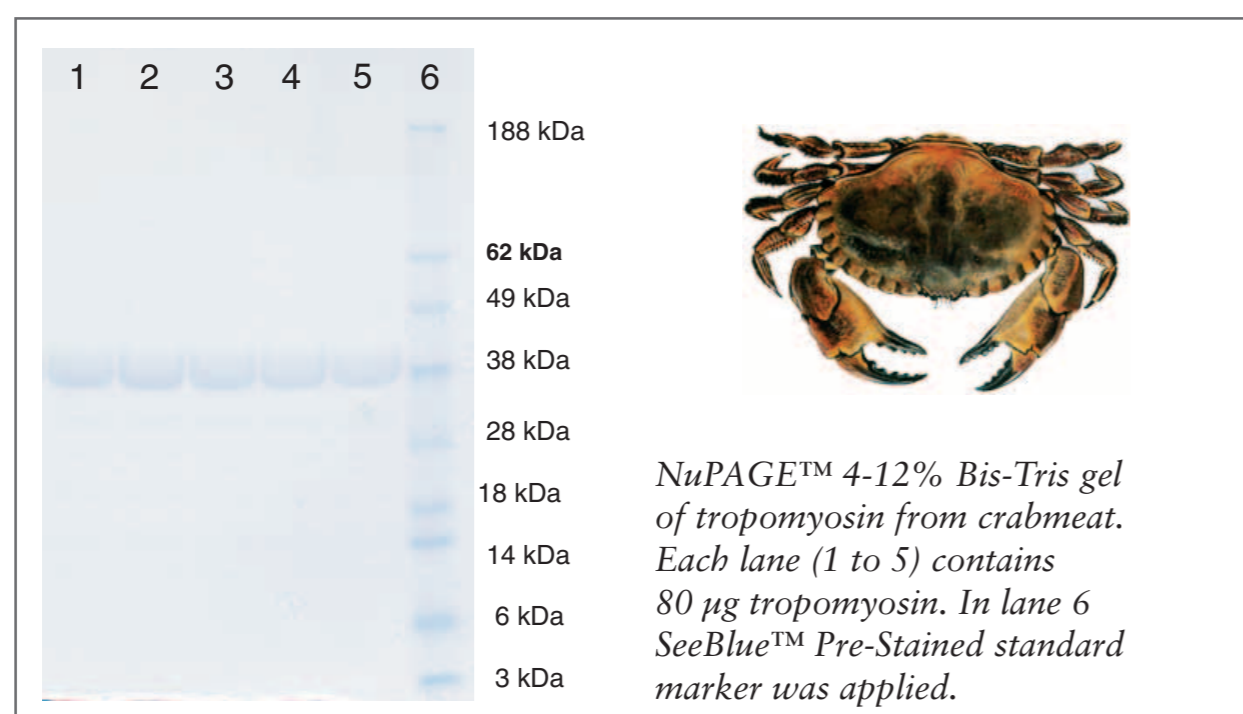 1 2 3 4 5 6
188 kDa
62 kDa
49 kDa
38 kDa
28 kDa
18 kDa
14 kDa
6 kDa
3 kDa
NuPAGE™ 4-12% Bis-Tris gel
of tropomyosin from crabmeat.
Each lane (1 to 5) contains
80 µg tropomyosin. In lane 6
SeeBlue™ Pre-Stained standard
marker was applied.